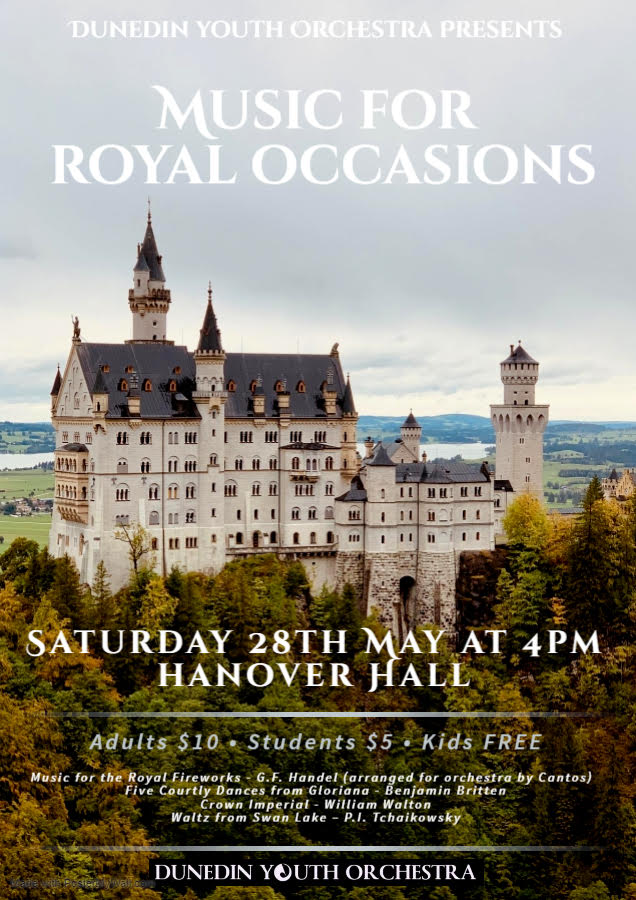 Dunedin Youth Orchestra Presents
Music for
Royal Occasions
Saturday 28th May at 4pm
Hanover Hall
Adults $10 • Students $5 • Kids FREE
Music for the Royal Fireworks - G.F. Handel (arranged for orchestra by Cantos)
Five Courtly Dances from Gloriana - Benjamin Britten
Crown Imperial - William Walton
Waltz from Swan Lake – P.I. Tchaikowsky
DUNEDIN YOUTH ORCHESTRA